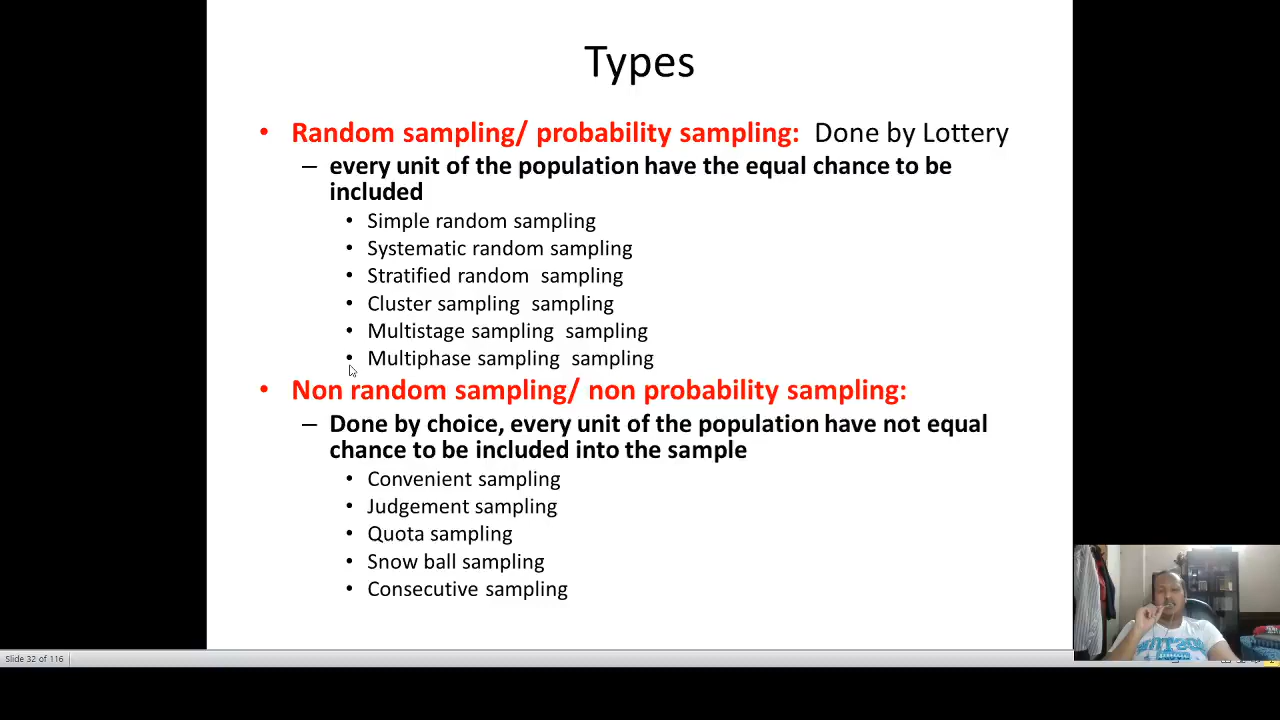 Types
• Random sampling/ probability sampling: Done by Lottery
– every unit of the population have the equal chance to be
included
• Simple random sampling
• Systematic random sampling
• Stratified random  sampling
• Cluster sampling  sampling
• Multistage sampling  sampling
• Multiphase sampling  sampling
• Non random sampling/ non probability sampling:
– Done by choice, every unit of the population have not equal
chance to be included into the sample
• Convenient sampling
• Judgement sampling
• Quota sampling
• Snow ball sampling
• Consecutive sampling
Slide 32 of 116